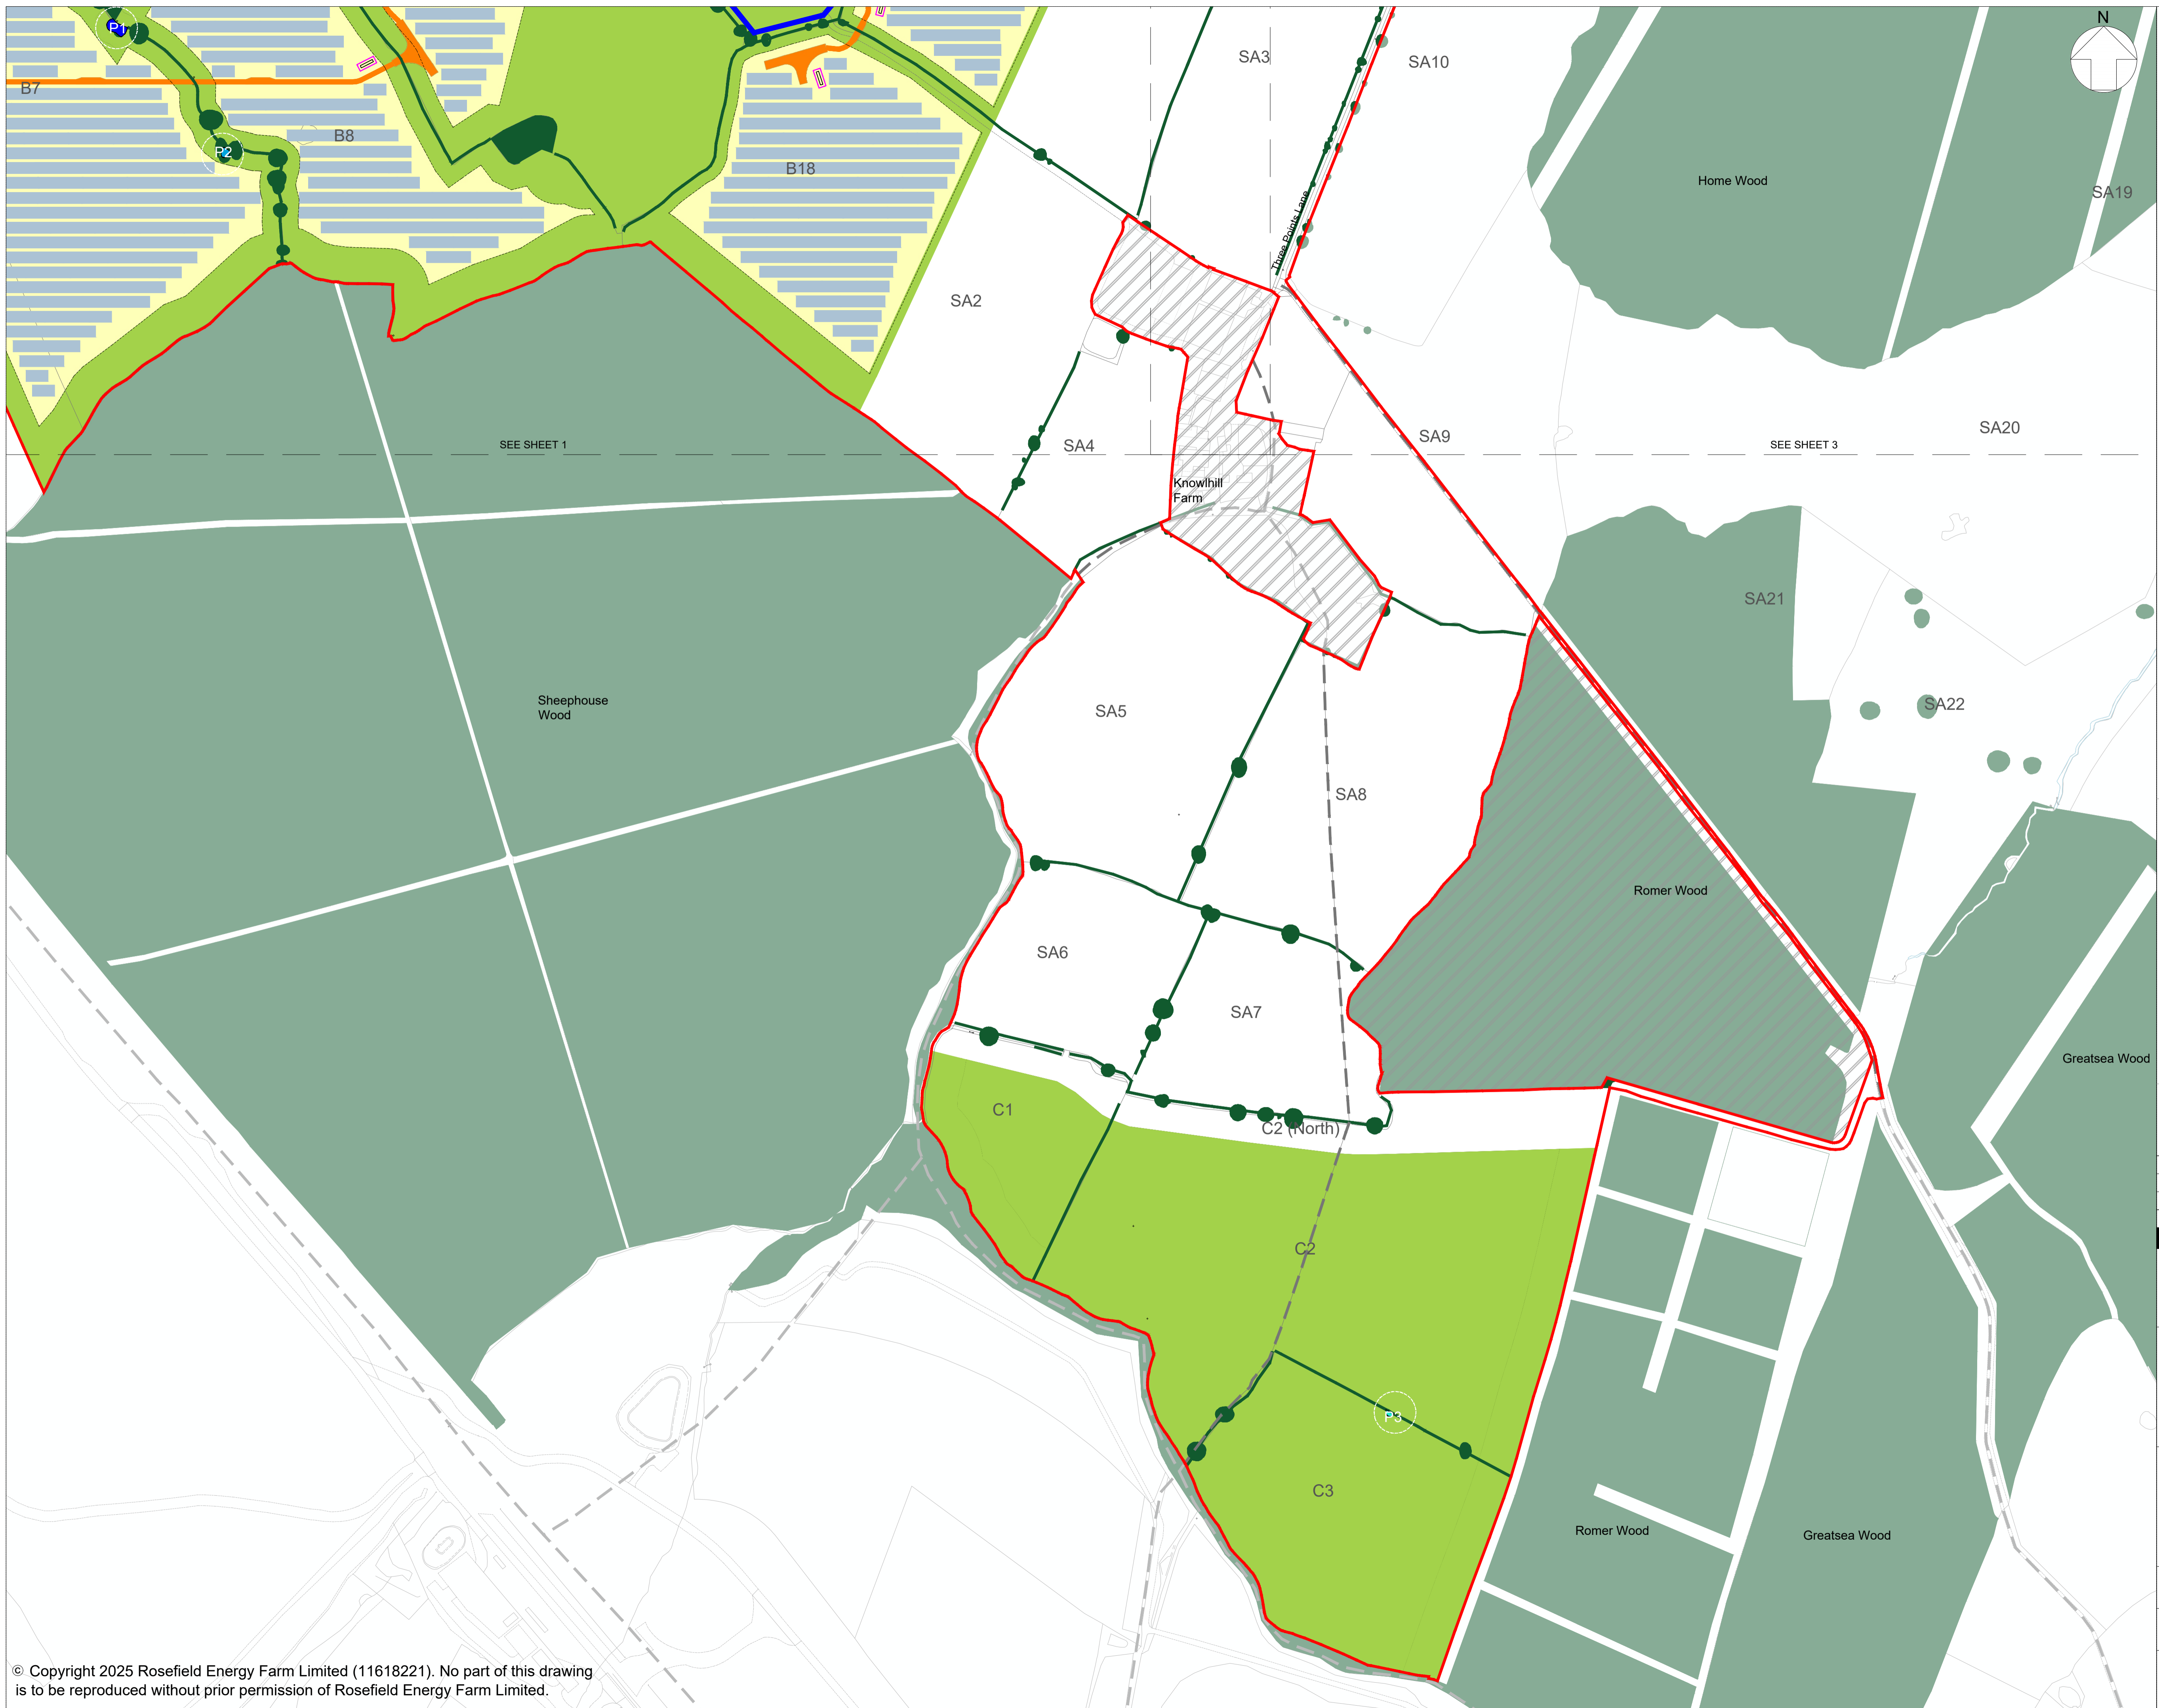 N
P1
SA3
SA10
B7
B8
P2
B18
Home Wood
SA19
Three Points Lane
SA2
SA4
SEE SHEET 1
SA9
SEE SHEET 3
SA20
Knowlhill
Farm
SA21
Sheephouse
Wood
SA5
SA22
SA8
Romer Wood
SA6
SA7
Greatsea Wood
C1
C2 (North)
C2
P3
C3
Romer Wood
Greatsea Wood
© Copyright 2025 Rosefield Energy Farm Limited (11618221). No part of this drawing
is to be reproduced without prior permission of Rosefield Energy Farm Limited.